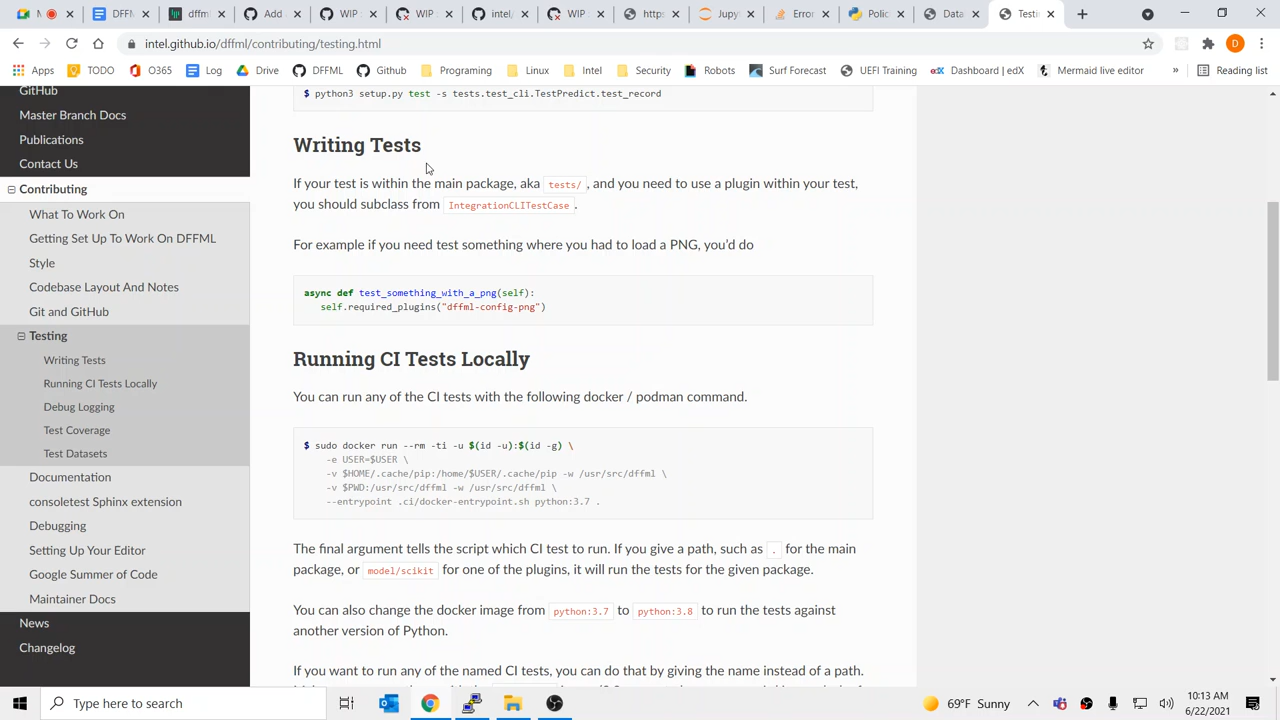 DFFM
dffml
Add
WIP
WIP
intel/
WIP
https
Jupy
Error
Polic
Data
Testi
intel.github.io/dffml/contributing/testing.html
D
Apps
TODO
O365
Log
Drive
DFFML
Github
Programing
Linux
Intel
Security
Robots
Surf Forecast
UEFI Training
edX
Dashboard | edX
Mermaid live editor
»
Reading list
GitHub
Master Branch Docs
Publications
Contact Us
Contributing
What To Work On
Getting Set Up To Work On DFFML
Style
Codebase Layout And Notes
Git and GitHub
Testing
Writing Tests
Running CI Tests Locally
Debug Logging
Test Coverage
Test Datasets
Documentation
consoletest Sphinx extension
Debugging
Setting Up Your Editor
Google Summer of Code
Maintainer Docs
News
Changelog
$ python3 setup.py test -s tests.test_cli.TestPredict.test_record
Writing Tests
If your test is within the main package, aka tests/ , and you need to use a plugin within your test,
you should subclass from IntegrationCLITestCase .
For example if you need test something where you had to load a PNG, you'd do
async def test_something_with_a_png(self):
self.required_plugins("dffml-config-png")
Running CI Tests Locally
You can run any of the CI tests with the following docker / podman command.
$ sudo docker run --rm -ti -u $(id -u):$(id -g) \
-e USER=$USER \
-v $HOME/.cache/pip:/home/$USER/.cache/pip -w /usr/src/dffml \
-v $PWD:/usr/src/dffml -w /usr/src/dffml \
--entrypoint .ci/docker-entrypoint.sh python:3.7 .
The final argument tells the script which CI test to run. If you give a path, such as . for the main
package, or model/scikit for one of the plugins, it will run the tests for the given package.
You can also change the docker image from python:3.7 to python:3.8 to run the tests against
another version of Python.
If you want to run any of the named CI tests, you can do that by giving the name instead of a path.
Type here to search
69°F Sunny
10:13 AM
6/22/2021